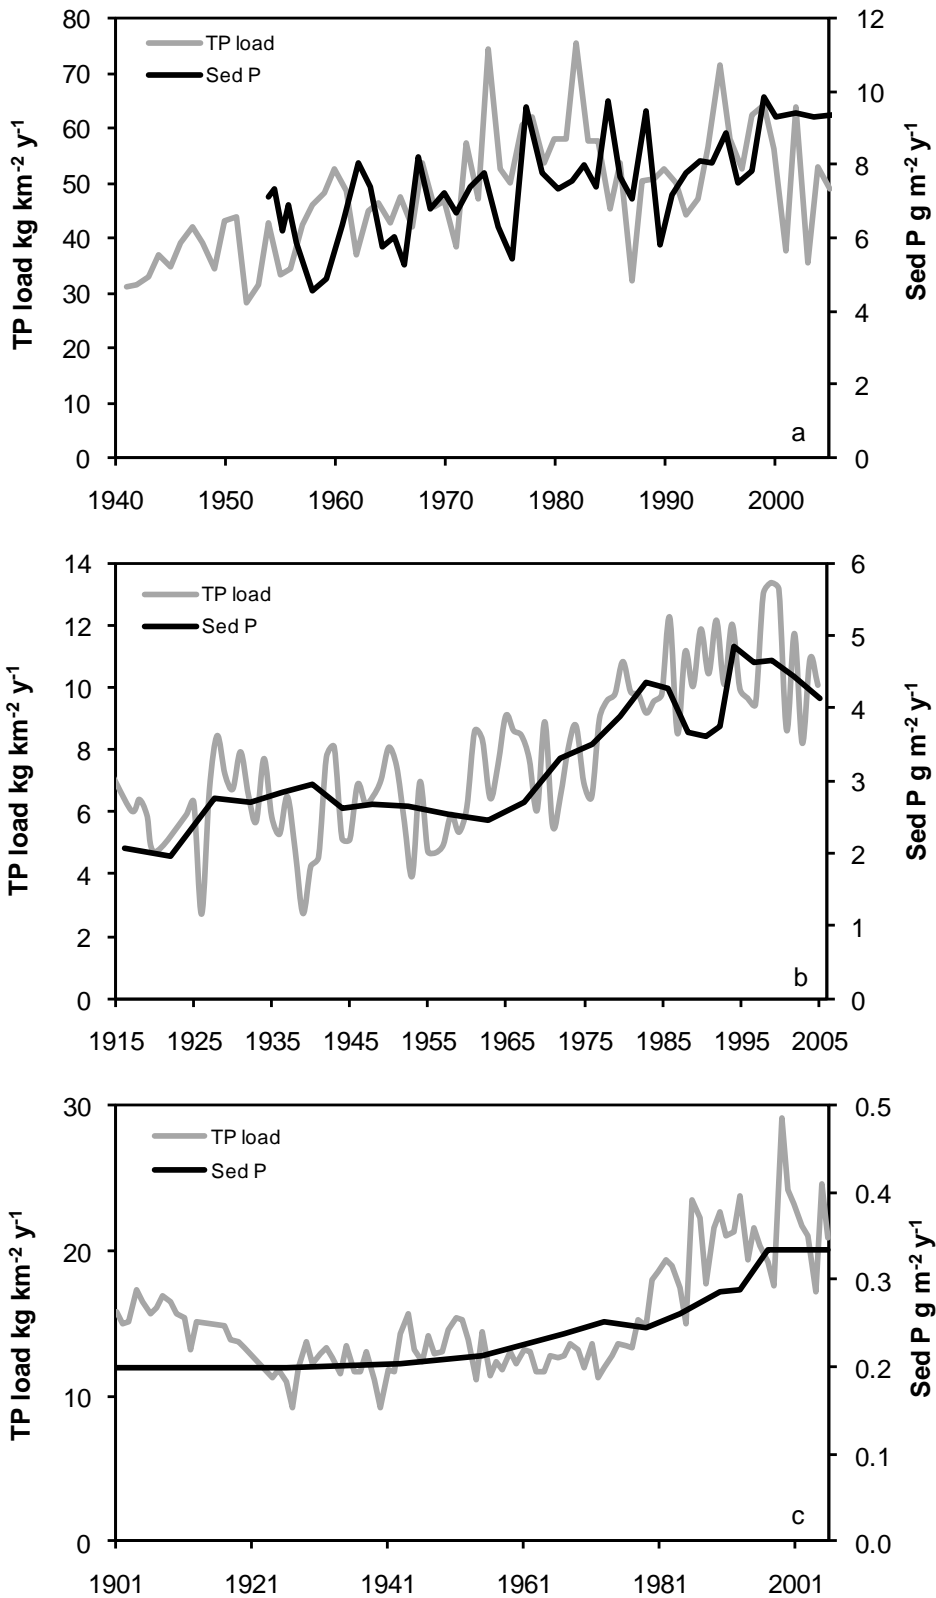 TP load
Sed P
TP load kg km-2 y-1
80
70
60
50
40
30
20
10
0
12
10
8
6
4
2
0
Sed P g m-2 y-1
a
1940 1950 1960 1970 1980 1990 2000
TP load
Sed P
TP load kg km-2 y-1
14
12
10
8
6
4
2
0
6
5
4
3
2
1
0
Sed P g m-2 y-1
b
1915 1925 1935 1945 1955 1965 1975 1985 1995 2005
TP load
Sed P
TP load kg km-2 y-1
30
20
10
0
0.5
0.4
0.3
0.2
0.1
0.0
Sed P g m-2 y-1
c
1901 1921 1941 1961 1981 2001